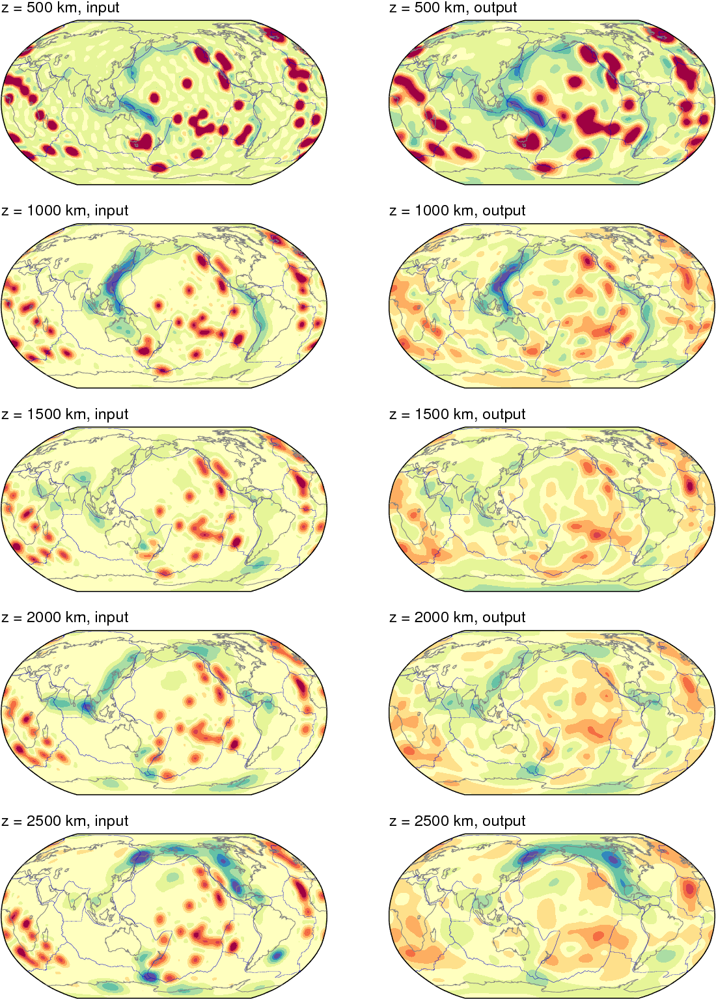 z = 500 km, input
z = 500 km, output
z = 1000 km, input
z = 1000 km, output
z = 1500 km, input
z = 1500 km, output
z = 2000 km, input
z = 2000 km, output
z = 2500 km, input
z = 2500 km, output